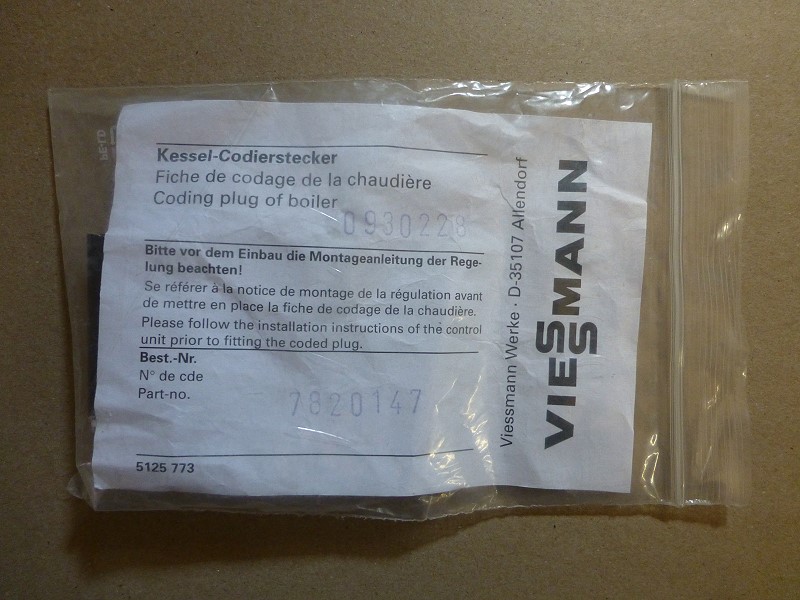 Kessel-Codierstecker
Fiche de codage de la chaudière
Coding plug of boiler
0930228
Bitte vor dem Einbau die Montageanleitung der Rege-
lung beachten!
Se référer à la notice de montage de la régulation avant
de mettre en place la fiche de codage de la chaudière.
Please follow the installation instructions of the control
unit prior to fitting the coded plug.
Best.-Nr.
N° de cde
Part-no.
7820147
5125 773
Viessmann Werke · D-35107 Allendorf
VIESSMANN